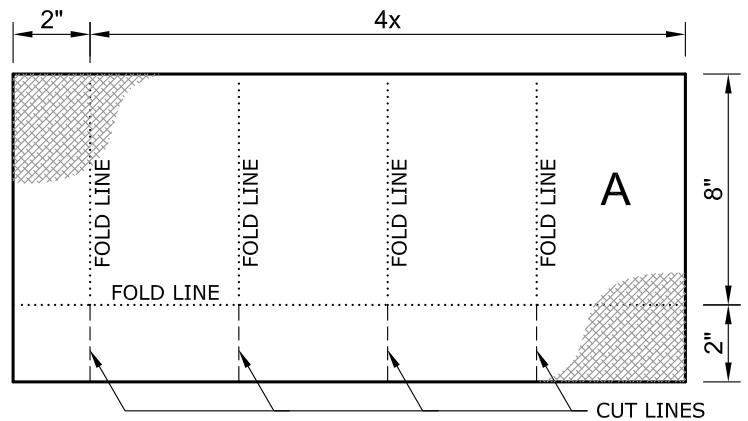 2" 4x
FOLD LINE
FOLD LINE
FOLD LINE
FOLD LINE
A
8"
FOLD LINE
2"
CUT LINES